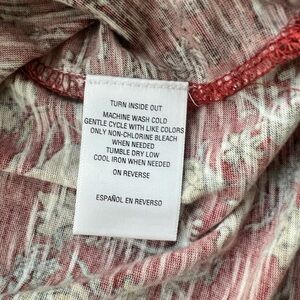 TURN INSIDE OUT
MACHINE WASH COLD
GENTLE CYCLE WITH LIKE COLORS
ONLY NON-CHLORINE BLEACH
WHEN NEEDED
TUMBLE DRY LOW
COOL IRON WHEN NEEDED
ON REVERSE
ESPAÑOL EN REVERSO